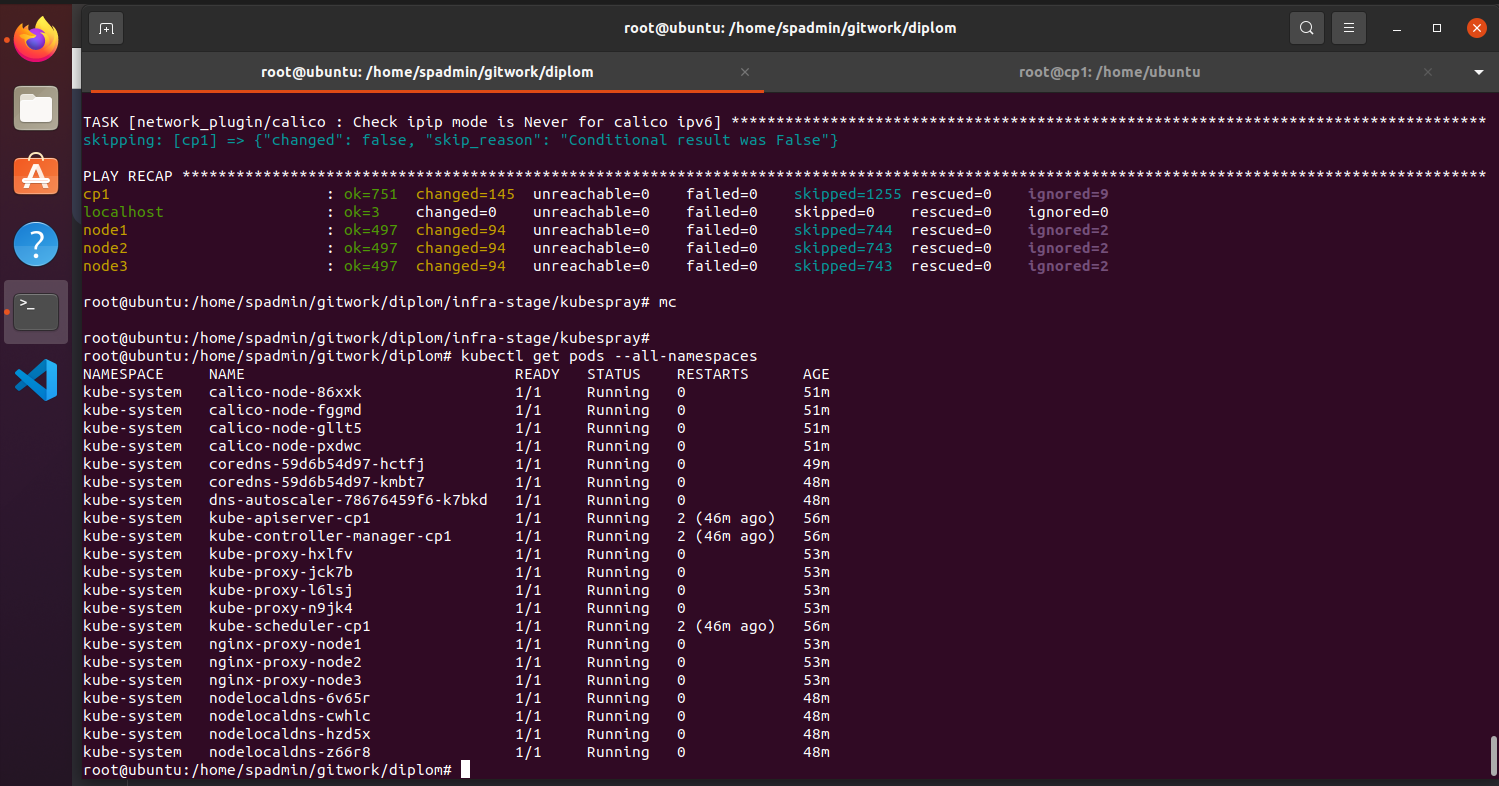 root@ubuntu: /home/spadmin/gitwork/diplom
root@ubuntu: /home/spadmin/gitwork/diplom × root@cp1: /home/ubuntu ×
TASK [network_plugin/calico : Check ipip mode is Never for calico ipv6] ************************************************************************************
skipping: [cp1] => {"changed": false, "skip_reason": "Conditional result was False"}
PLAY RECAP *************************************************************************************************************************************************
cp1 : ok=751 changed=145 unreachable=0 failed=0 skipped=1255 rescued=0 ignored=9
localhost : ok=3 changed=0 unreachable=0 failed=0 skipped=0 rescued=0 ignored=0
node1 : ok=497 changed=94 unreachable=0 failed=0 skipped=744 rescued=0 ignored=2
node2 : ok=497 changed=94 unreachable=0 failed=0 skipped=743 rescued=0 ignored=2
node3 : ok=497 changed=94 unreachable=0 failed=0 skipped=743 rescued=0 ignored=2
root@ubuntu:/home/spadmin/gitwork/diplom/infra-stage/kubespray# mc
root@ubuntu:/home/spadmin/gitwork/diplom/infra-stage/kubespray#
root@ubuntu:/home/spadmin/gitwork/diplom# kubectl get pods --all-namespaces
NAMESPACE NAME READY STATUS RESTARTS AGE
kube-system calico-node-86xxk 1/1 Running 0 51m
kube-system calico-node-fggmd 1/1 Running 0 51m
kube-system calico-node-gllt5 1/1 Running 0 51m
kube-system calico-node-pxdwc 1/1 Running 0 51m
kube-system coredns-59d6b54d97-hctfj 1/1 Running 0 49m
kube-system coredns-59d6b54d97-kmbt7 1/1 Running 0 48m
kube-system dns-autoscaler-78676459f6-k7bkd 1/1 Running 0 48m
kube-system kube-apiserver-cp1 1/1 Running 2 (46m ago) 56m
kube-system kube-controller-manager-cp1 1/1 Running 2 (46m ago) 56m
kube-system kube-proxy-hxlfv 1/1 Running 0 53m
kube-system kube-proxy-jck7b 1/1 Running 0 53m
kube-system kube-proxy-l6lsj 1/1 Running 0 53m
kube-system kube-proxy-n9jk4 1/1 Running 0 53m
kube-system kube-scheduler-cp1 1/1 Running 2 (46m ago) 56m
kube-system nginx-proxy-node1 1/1 Running 0 53m
kube-system nginx-proxy-node2 1/1 Running 0 53m
kube-system nginx-proxy-node3 1/1 Running 0 53m
kube-system nodelocaldns-6v65r 1/1 Running 0 48m
kube-system nodelocaldns-cwhlc 1/1 Running 0 48m
kube-system nodelocaldns-hzd5x 1/1 Running 0 48m
kube-system nodelocaldns-z66r8 1/1 Running 0 48m
root@ubuntu:/home/spadmin/gitwork/diplom#